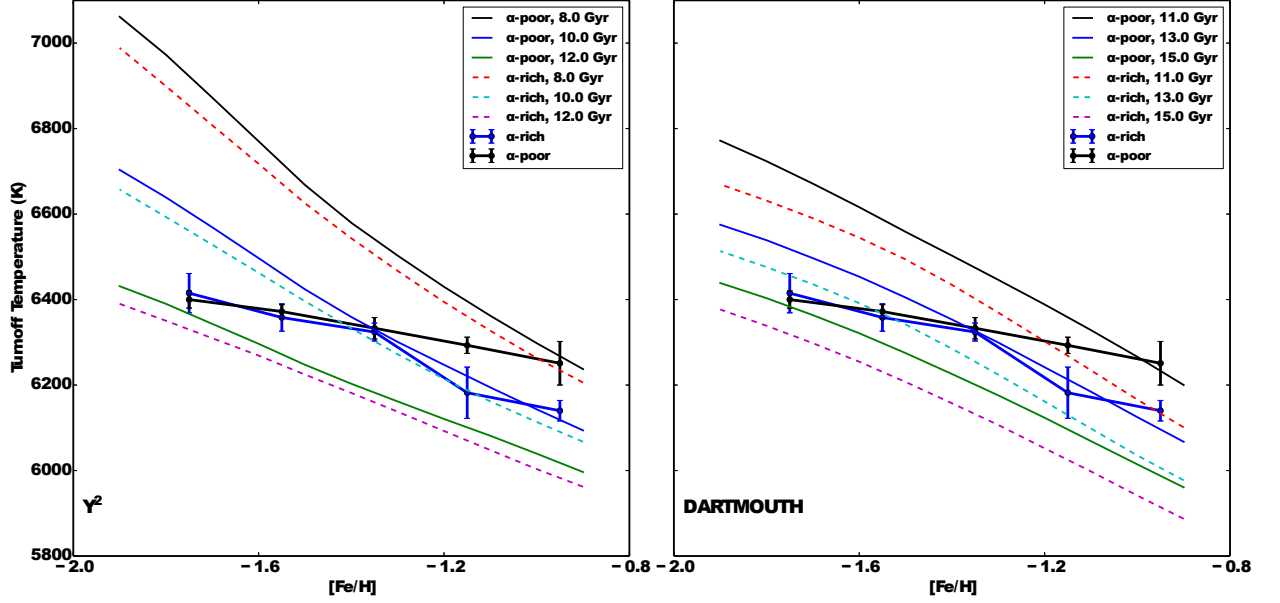 Turnoff Temperature (K)
7000
6800
6600
6400
6200
6000
5800
α-poor, 8.0 Gyr
α-poor, 10.0 Gyr
α-poor, 12.0 Gyr
α-rich, 8.0 Gyr
α-rich, 10.0 Gyr
α-rich, 12.0 Gyr
α-rich
α-poor
Y²
−2.0 −1.6 −1.2 −0.8
[Fe/H]
α-poor, 11.0 Gyr
α-poor, 13.0 Gyr
α-poor, 15.0 Gyr
α-rich, 11.0 Gyr
α-rich, 13.0 Gyr
α-rich, 15.0 Gyr
α-rich
α-poor
DARTMOUTH
−2.0 −1.6 −1.2 −0.8
[Fe/H]